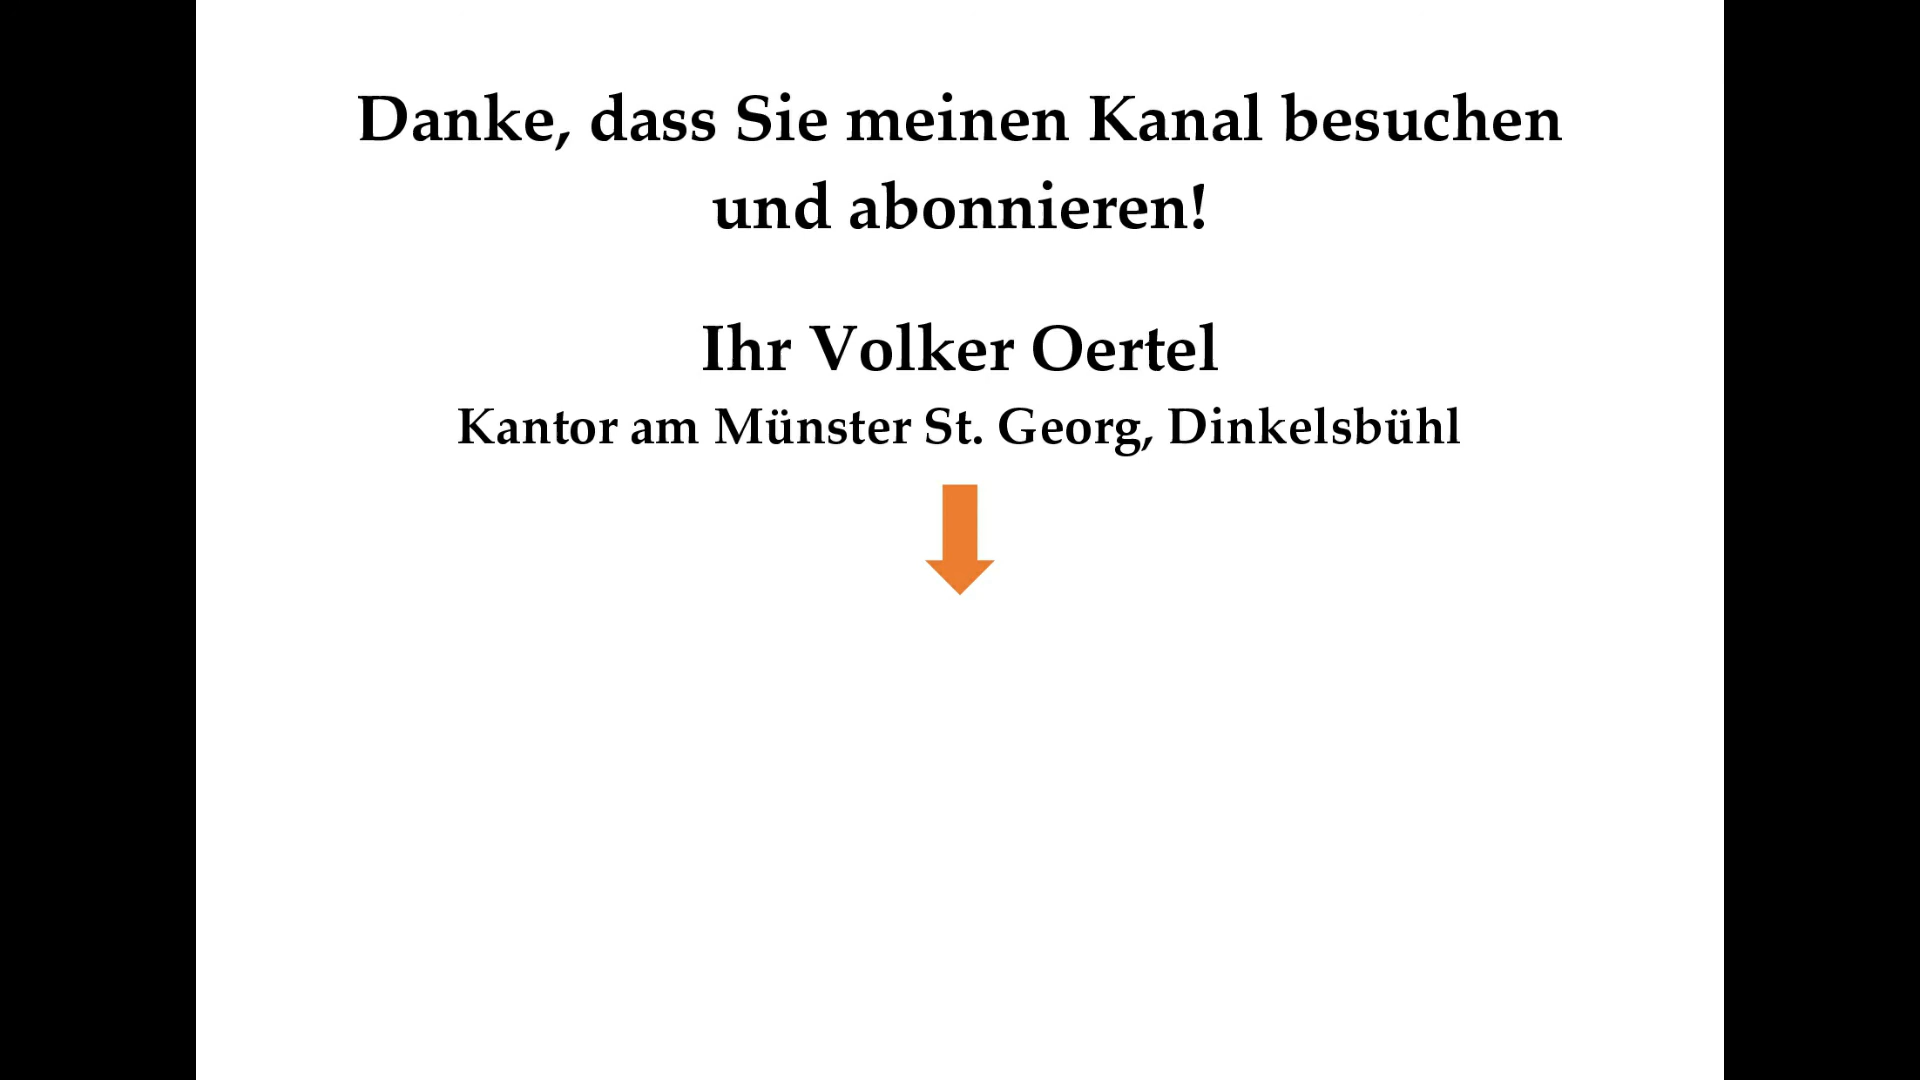 Danke, dass Sie meinen Kanal besuchen
und abonnieren!
Ihr Volker Oertel
Kantor am Münster St. Georg, Dinkelsbühl